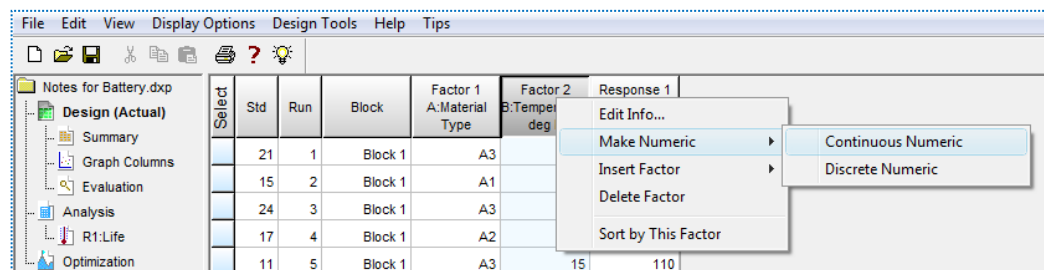 File Edit View Display Options Design Tools Help Tips
Notes for Battery.dxp
Design (Actual)
Summary
Graph Columns
Evaluation
Analysis
R1:Life
Optimization
Select Std Run Block Factor 1 A:Material Type Factor 2 deg Response 1
21 1 Block 1 A3
15 2 Block 1 A1
24 3 Block 1 A3
17 4 Block 1 A2
11 5 Block 1 A3 15 110
Edit Info...
Make Numeric
Insert Factor
Delete Factor
Sort by This Factor
Continuous Numeric
Discrete Numeric